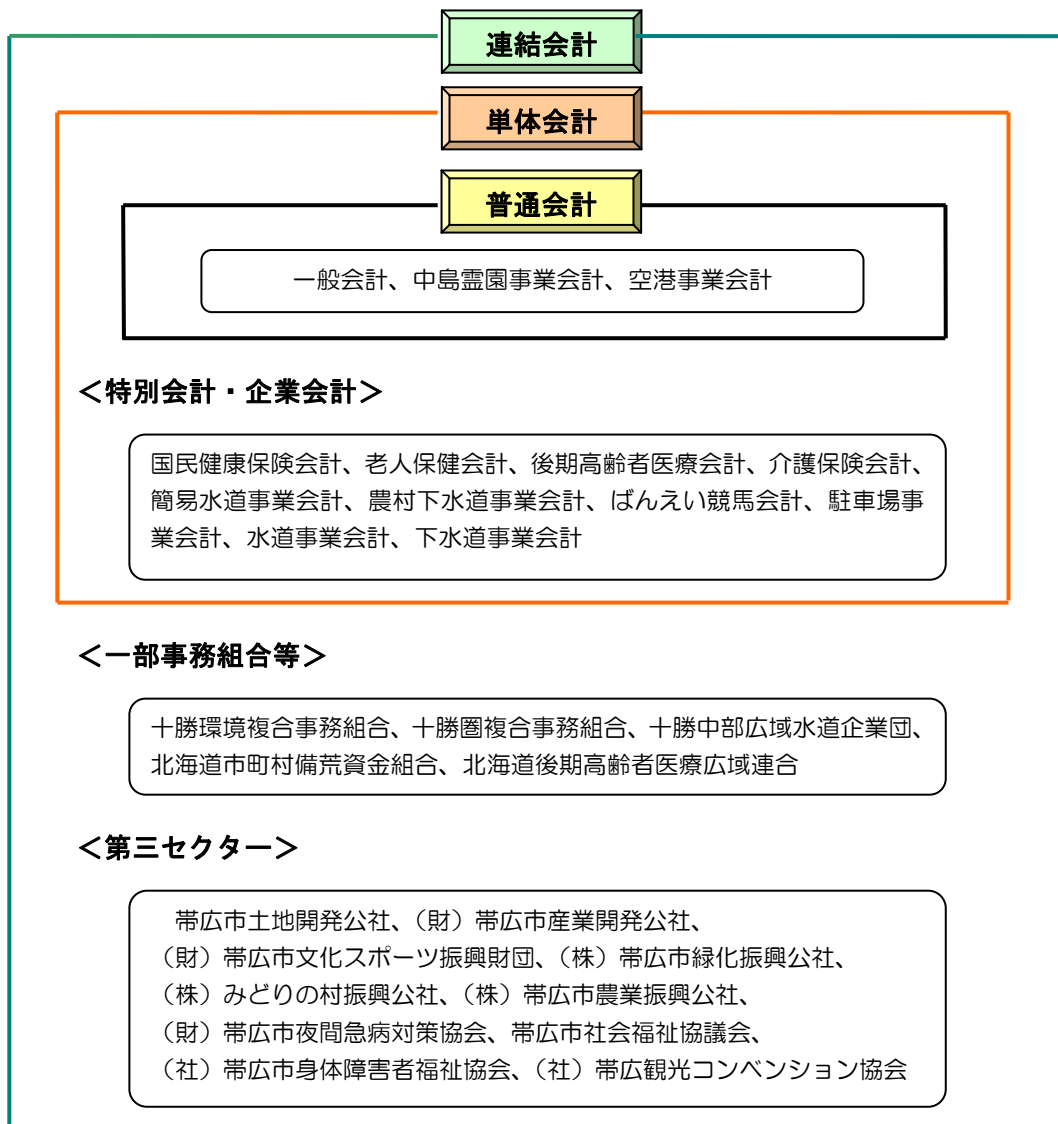 連結会計
単体会計
普通会計
一般会計、中島霊園事業会計、空港事業会計
＜特別会計・企業会計＞
国民健康保険会計、老人保健会計、後期高齢者医療会計、介護保険会計、
簡易水道事業会計、農村下水道事業会計、ばんえい競馬会計、駐車場事
業会計、水道事業会計、下水道事業会計
＜一部事務組合等＞
十勝環境複合事務組合、十勝圏複合事務組合、十勝中部広域水道企業団、
北海道市町村備荒資金組合、北海道後期高齢者医療広域連合
＜第三セクター＞
帯広市土地開発公社、（財）帯広市産業開発公社、
（財）帯広市文化スポーツ振興財団、（株）帯広市緑化振興公社、
（株）みどりの村振興公社、（株）帯広市農業振興公社、
（財）帯広市夜間急病対策協会、帯広市社会福祉協議会、
（社）帯広市身体障害者福祉協会、（社）帯広観光コンベンション協会